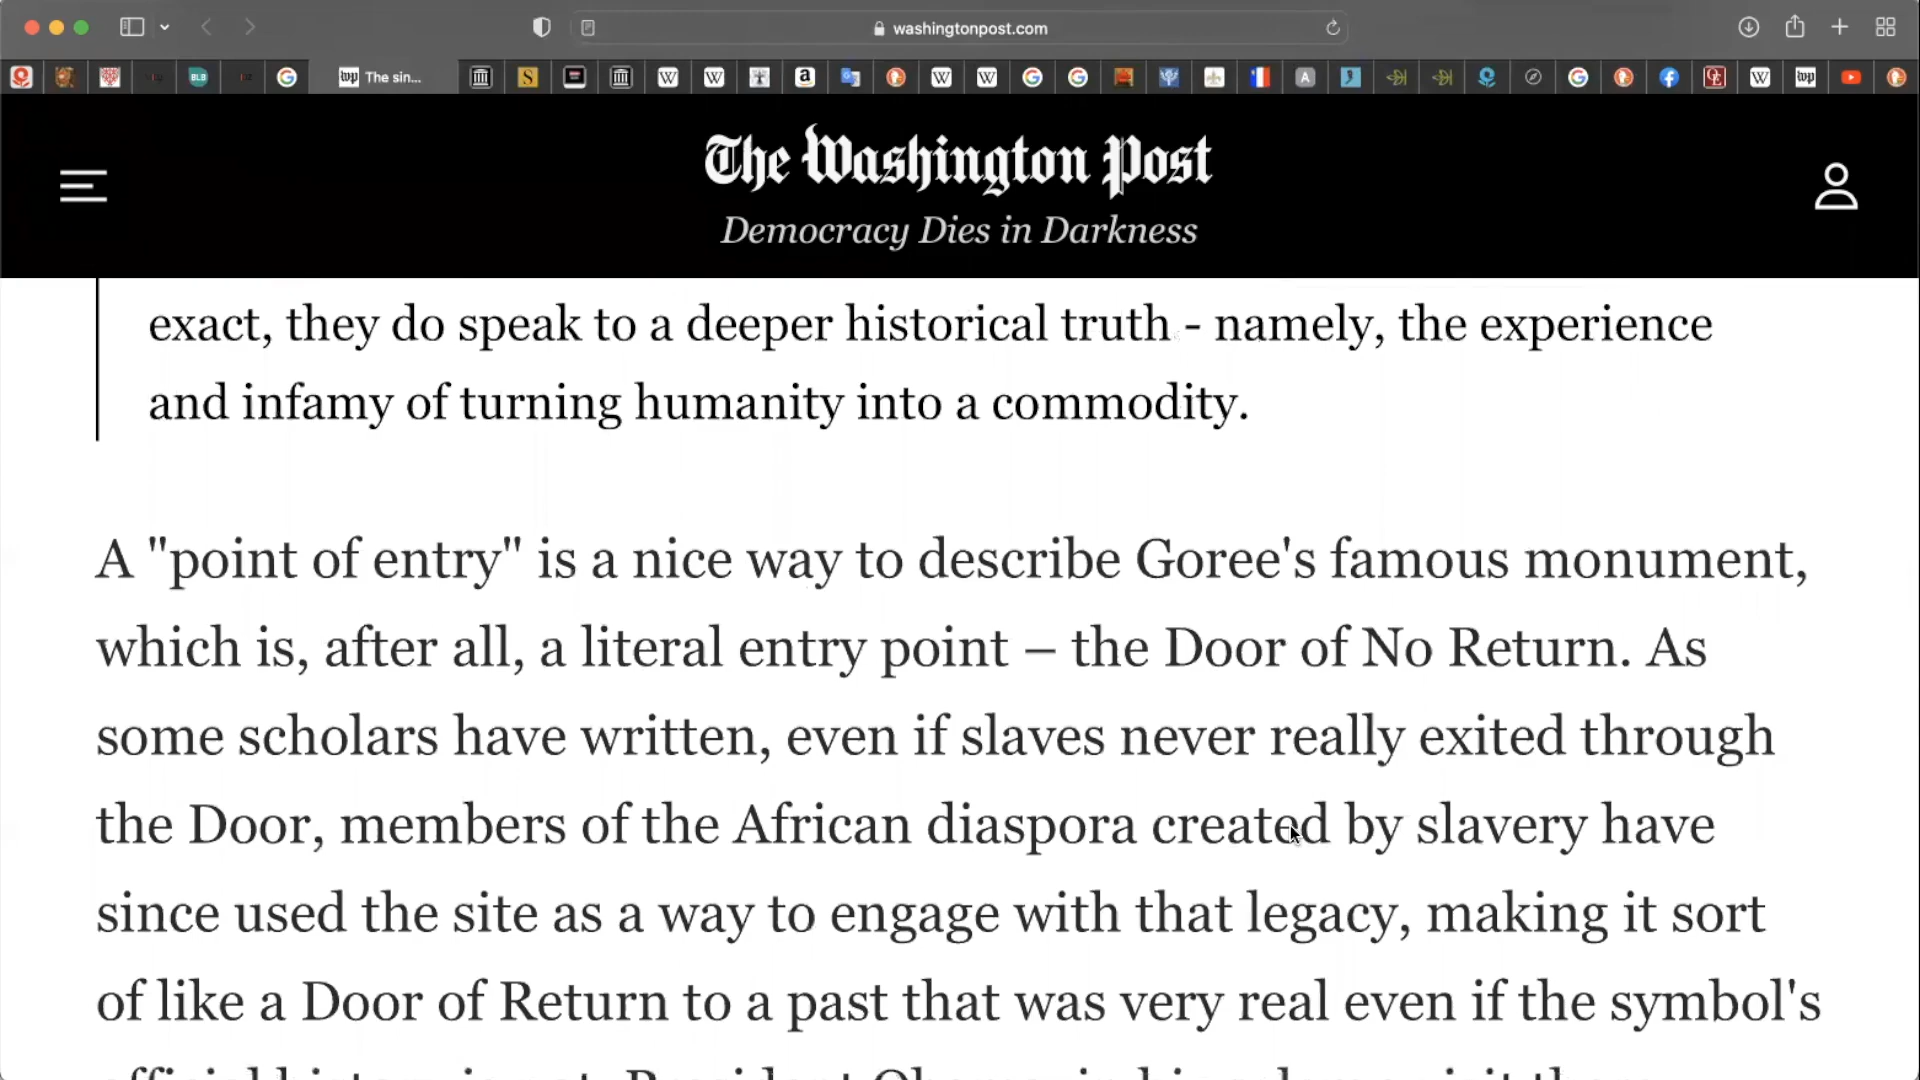 washingtonpost.com
BLB
The sin...
The Washington Post
Democracy Dies in Darkness
exact, they do speak to a deeper historical truth - namely, the experience
and infamy of turning humanity into a commodity.
A "point of entry" is a nice way to describe Goree's famous monument,
which is, after all, a literal entry point – the Door of No Return. As
some scholars have written, even if slaves never really exited through
the Door, members of the African diaspora created by slavery have
since used the site as a way to engage with that legacy, making it sort
of like a Door of Return to a past that was very real even if the symbol's